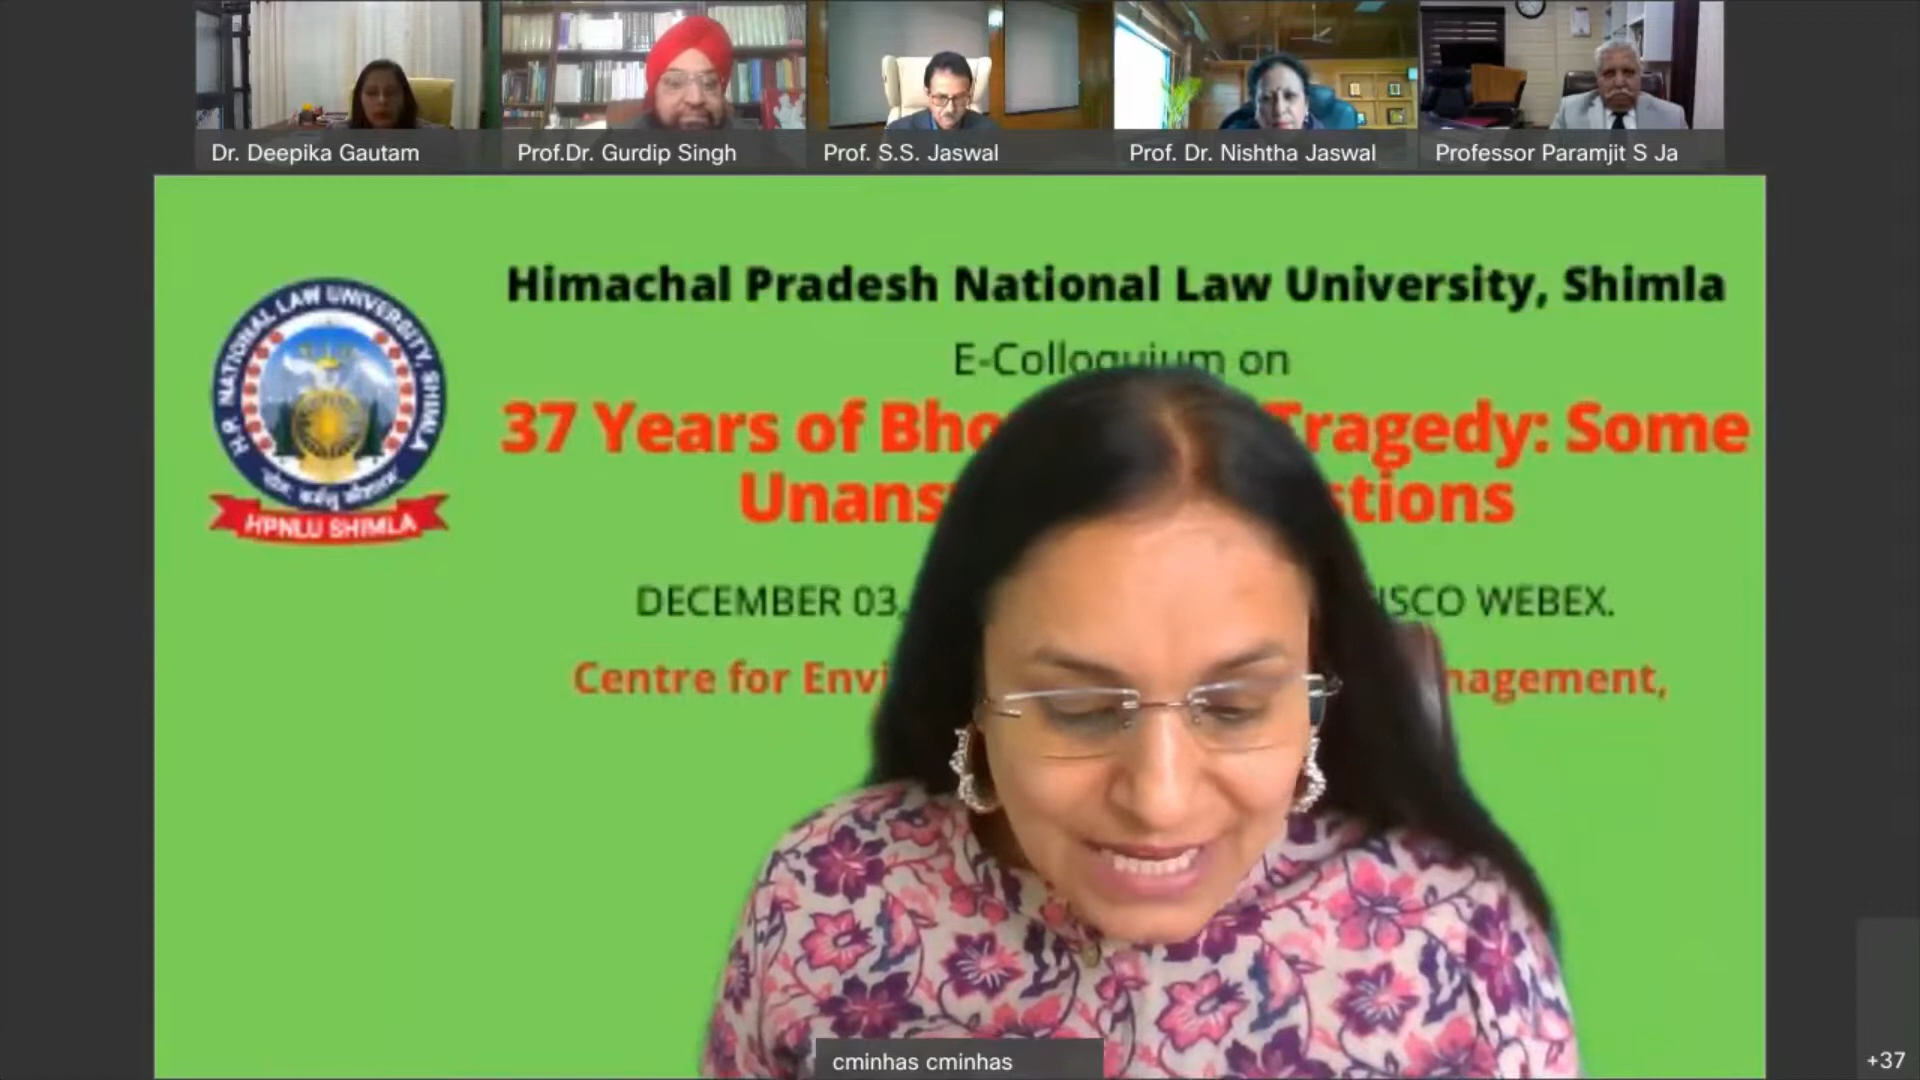 Dr. Deepika Gautam
Prof.Dr. Gurdip Singh
Prof. S.S. Jaswal
Prof. Dr. Nishtha Jaswal
Professor Paramjit S Ja
H.P. NATIONAL LAW UNIVERSITY, SHIMLA
HPNLU SHIMLA
Himachal Pradesh National Law University, Shimla
E-Colloquium on
37 Years of Bho Tragedy: Some
Unans stions
DECEMBER 03, ISCO WEBEX.
Centre for Envi nagement,
cminhas cminhas
+37